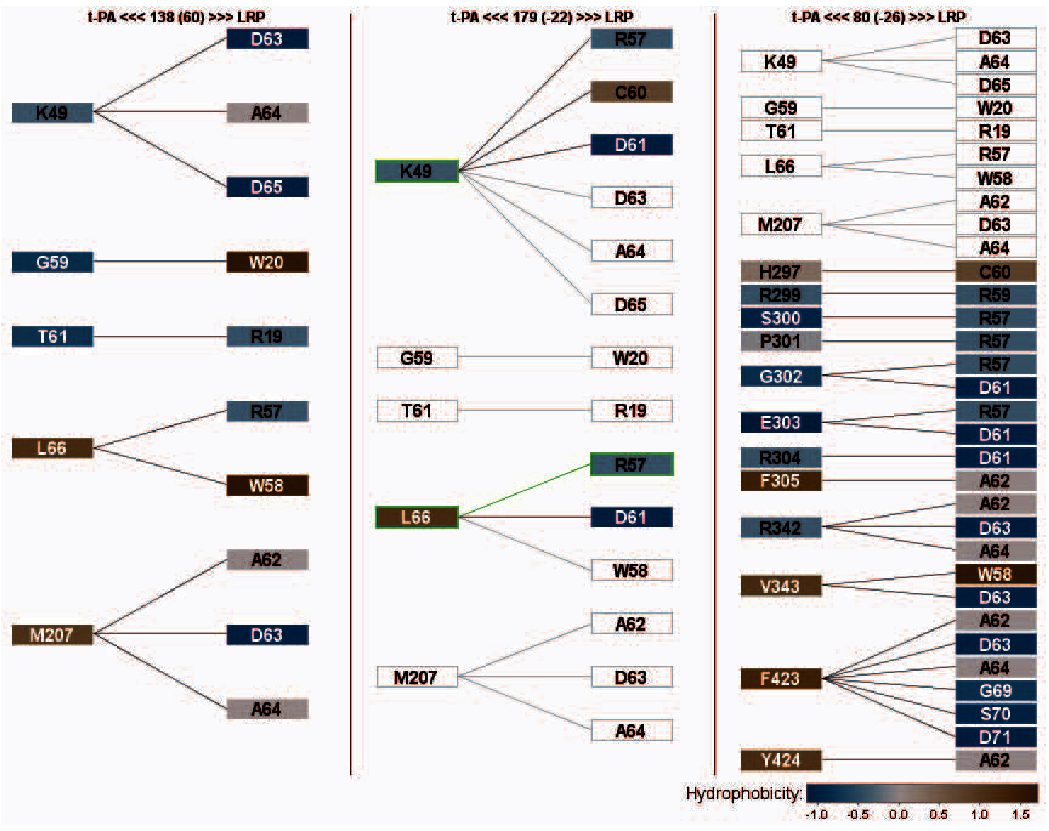 t-PA <<< 138 (60) >>> LRP
K49
D63
A64
D65
G59
W20
T61
R19
L66
R57
W58
M207
A62
D63
A64
t-PA <<< 179 (-22) >>> LRP
K49
R57
C60
D61
D63
A64
D65
G59
W20
T61
R19
L66
R57
D61
W58
M207
A62
D63
A64
t-PA <<< 80 (-26) >>> LRP
K49
D63
A64
D65
G59
W20
T61
R19
L66
R57
W58
M207
A62
D63
A64
H297
C60
R299
R59
S300
R57
P301
R57
G302
R57
D61
E303
R57
D61
R304
D61
F305
A62
R342
A62
D63
A64
V343
W58
D63
F423
A62
D63
A64
G69
S70
D71
Y424
A62
Hydrophobicity:
-1.0 -0.5 0.0 1.0 1.5